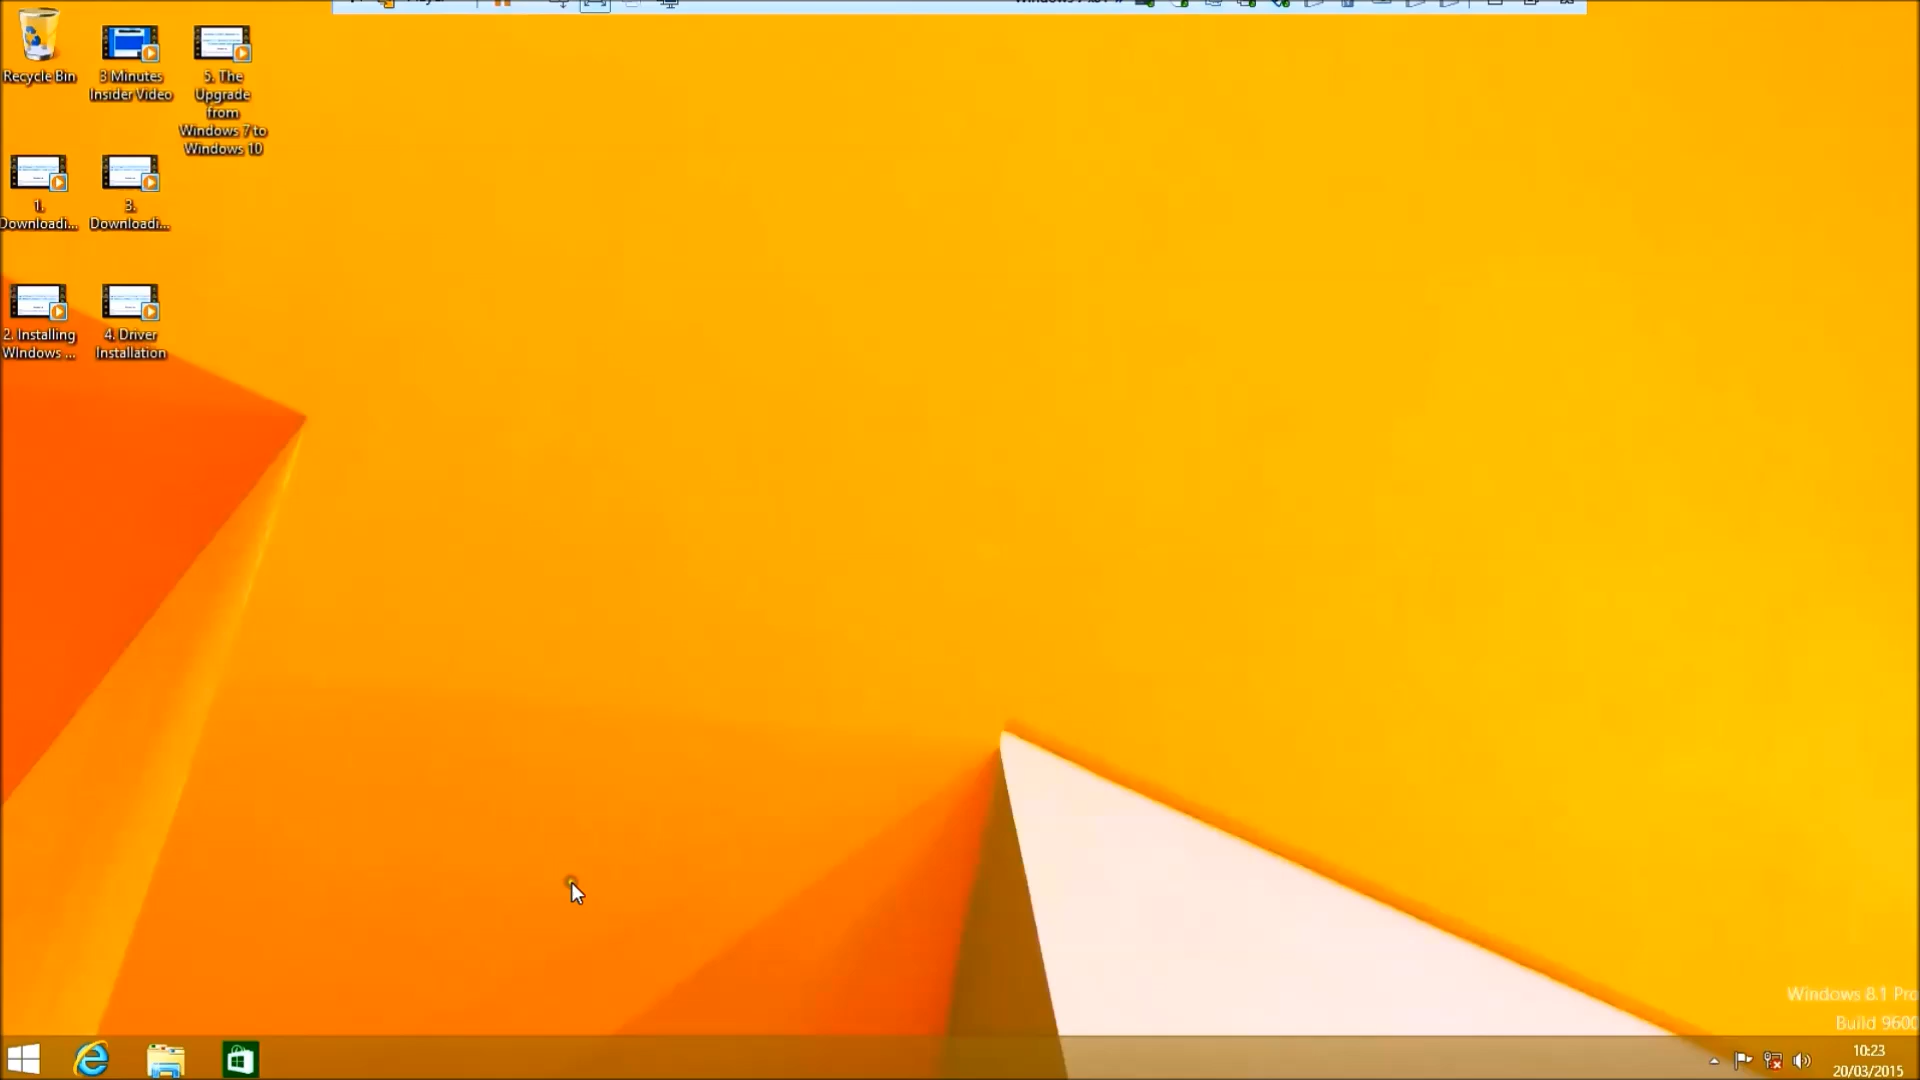 Recycle Bin
3 Minutes
Insider Video
5. The
Upgrade
from
Windows 7 to
Windows 10
1.
Downloadi...
3.
Downloadi...
2. Installing
WIndows ...
4. Driver
Installation
Windows 8.1 Pro
Build 9600
10:23
20/03/2015